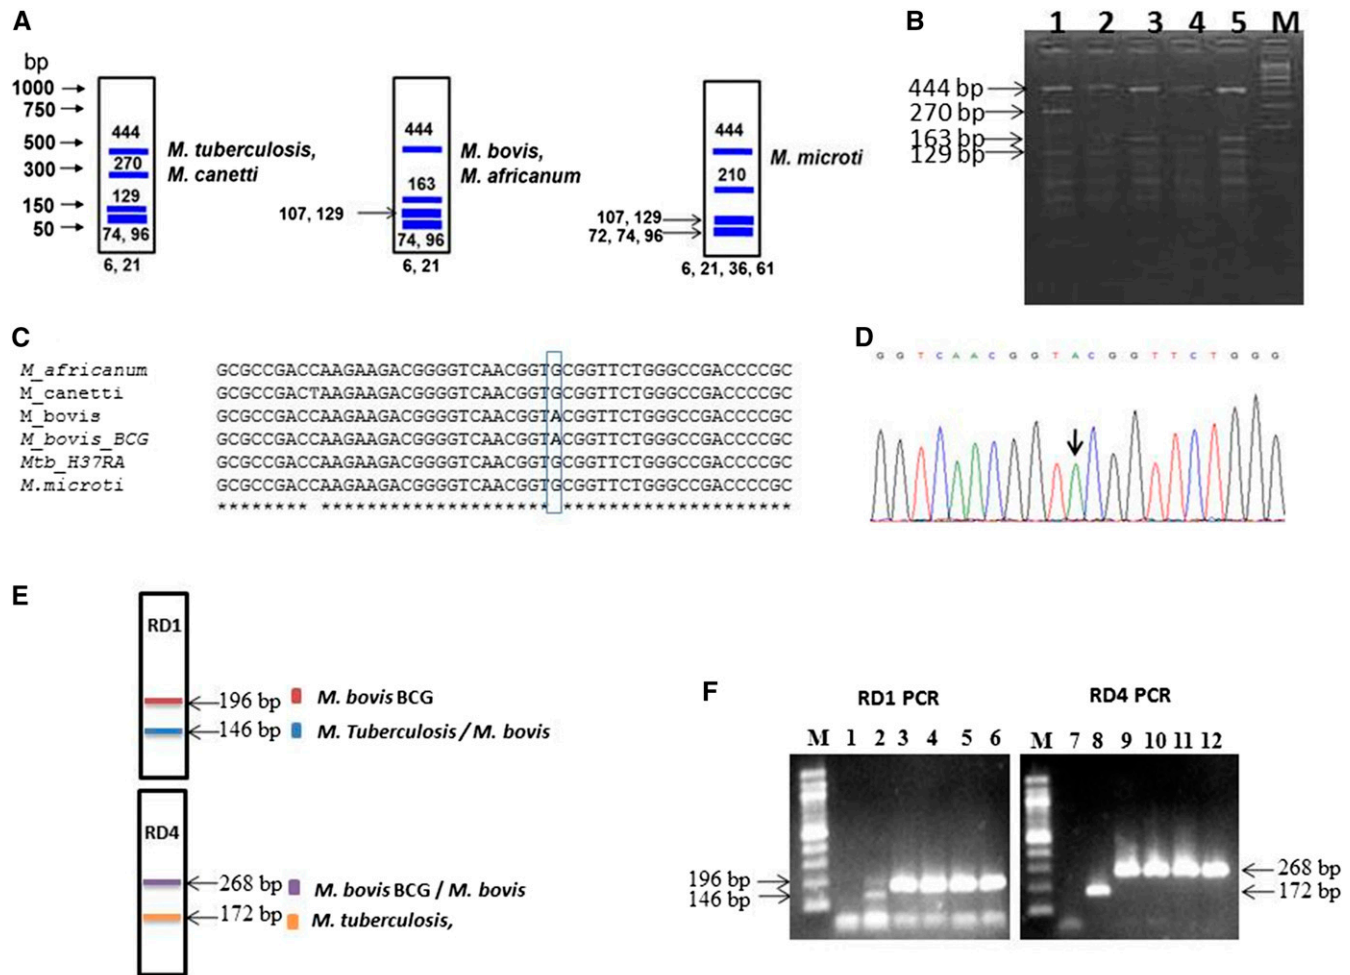 A
bp
1000
750
500
300
150
50
444
270
129
74, 96
6, 21
M. tuberculosis,
M. canetti
444
163
107, 129
74, 96
6, 21
M. bovis,
M. africanum
444
210
107, 129
72, 74, 96
6, 21, 36, 61
M. microti
B
1 2 3 4 5 M
444 bp
270 bp
163 bp
129 bp
C
M_africanum GCGCCGACCAAGAAGACGGGGTCAACGGTGCGGTTCTGGGCCGACCCCGC
M_canetti GCGCCGACTAAGAAGACGGGGTCAACGGTGCGGTTCTGGGCCGACCCCGC
M_bovis GCGCCGACCAAGAAGACGGGGTCAACGGTACGGTTCTGGGCCGACCCCGC
M_bovis_BCG GCGCCGACCAAGAAGACGGGGTCAACGGTACGGTTCTGGGCCGACCCCGC
Mtb_H37RA GCGCCGACCAAGAAGACGGGGTCAACGGTGCGGTTCTGGGCCGACCCCGC
M.microti GCGCCGACCAAGAAGACGGGGTCAACGGTGCGGTTCTGGGCCGACCCCGC
******** ******************** ********************
D
G G T C A A C G G T A C G G T T C T G G G
E
RD1
196 bp M. bovis BCG
146 bp M. Tuberculosis / M. bovis
RD4
268 bp M. bovis BCG / M. bovis
172 bp M. tuberculosis,
F
RD1 PCR
M 1 2 3 4 5 6
196 bp
146 bp
RD4 PCR
M 7 8 9 10 11 12
268 bp
172 bp